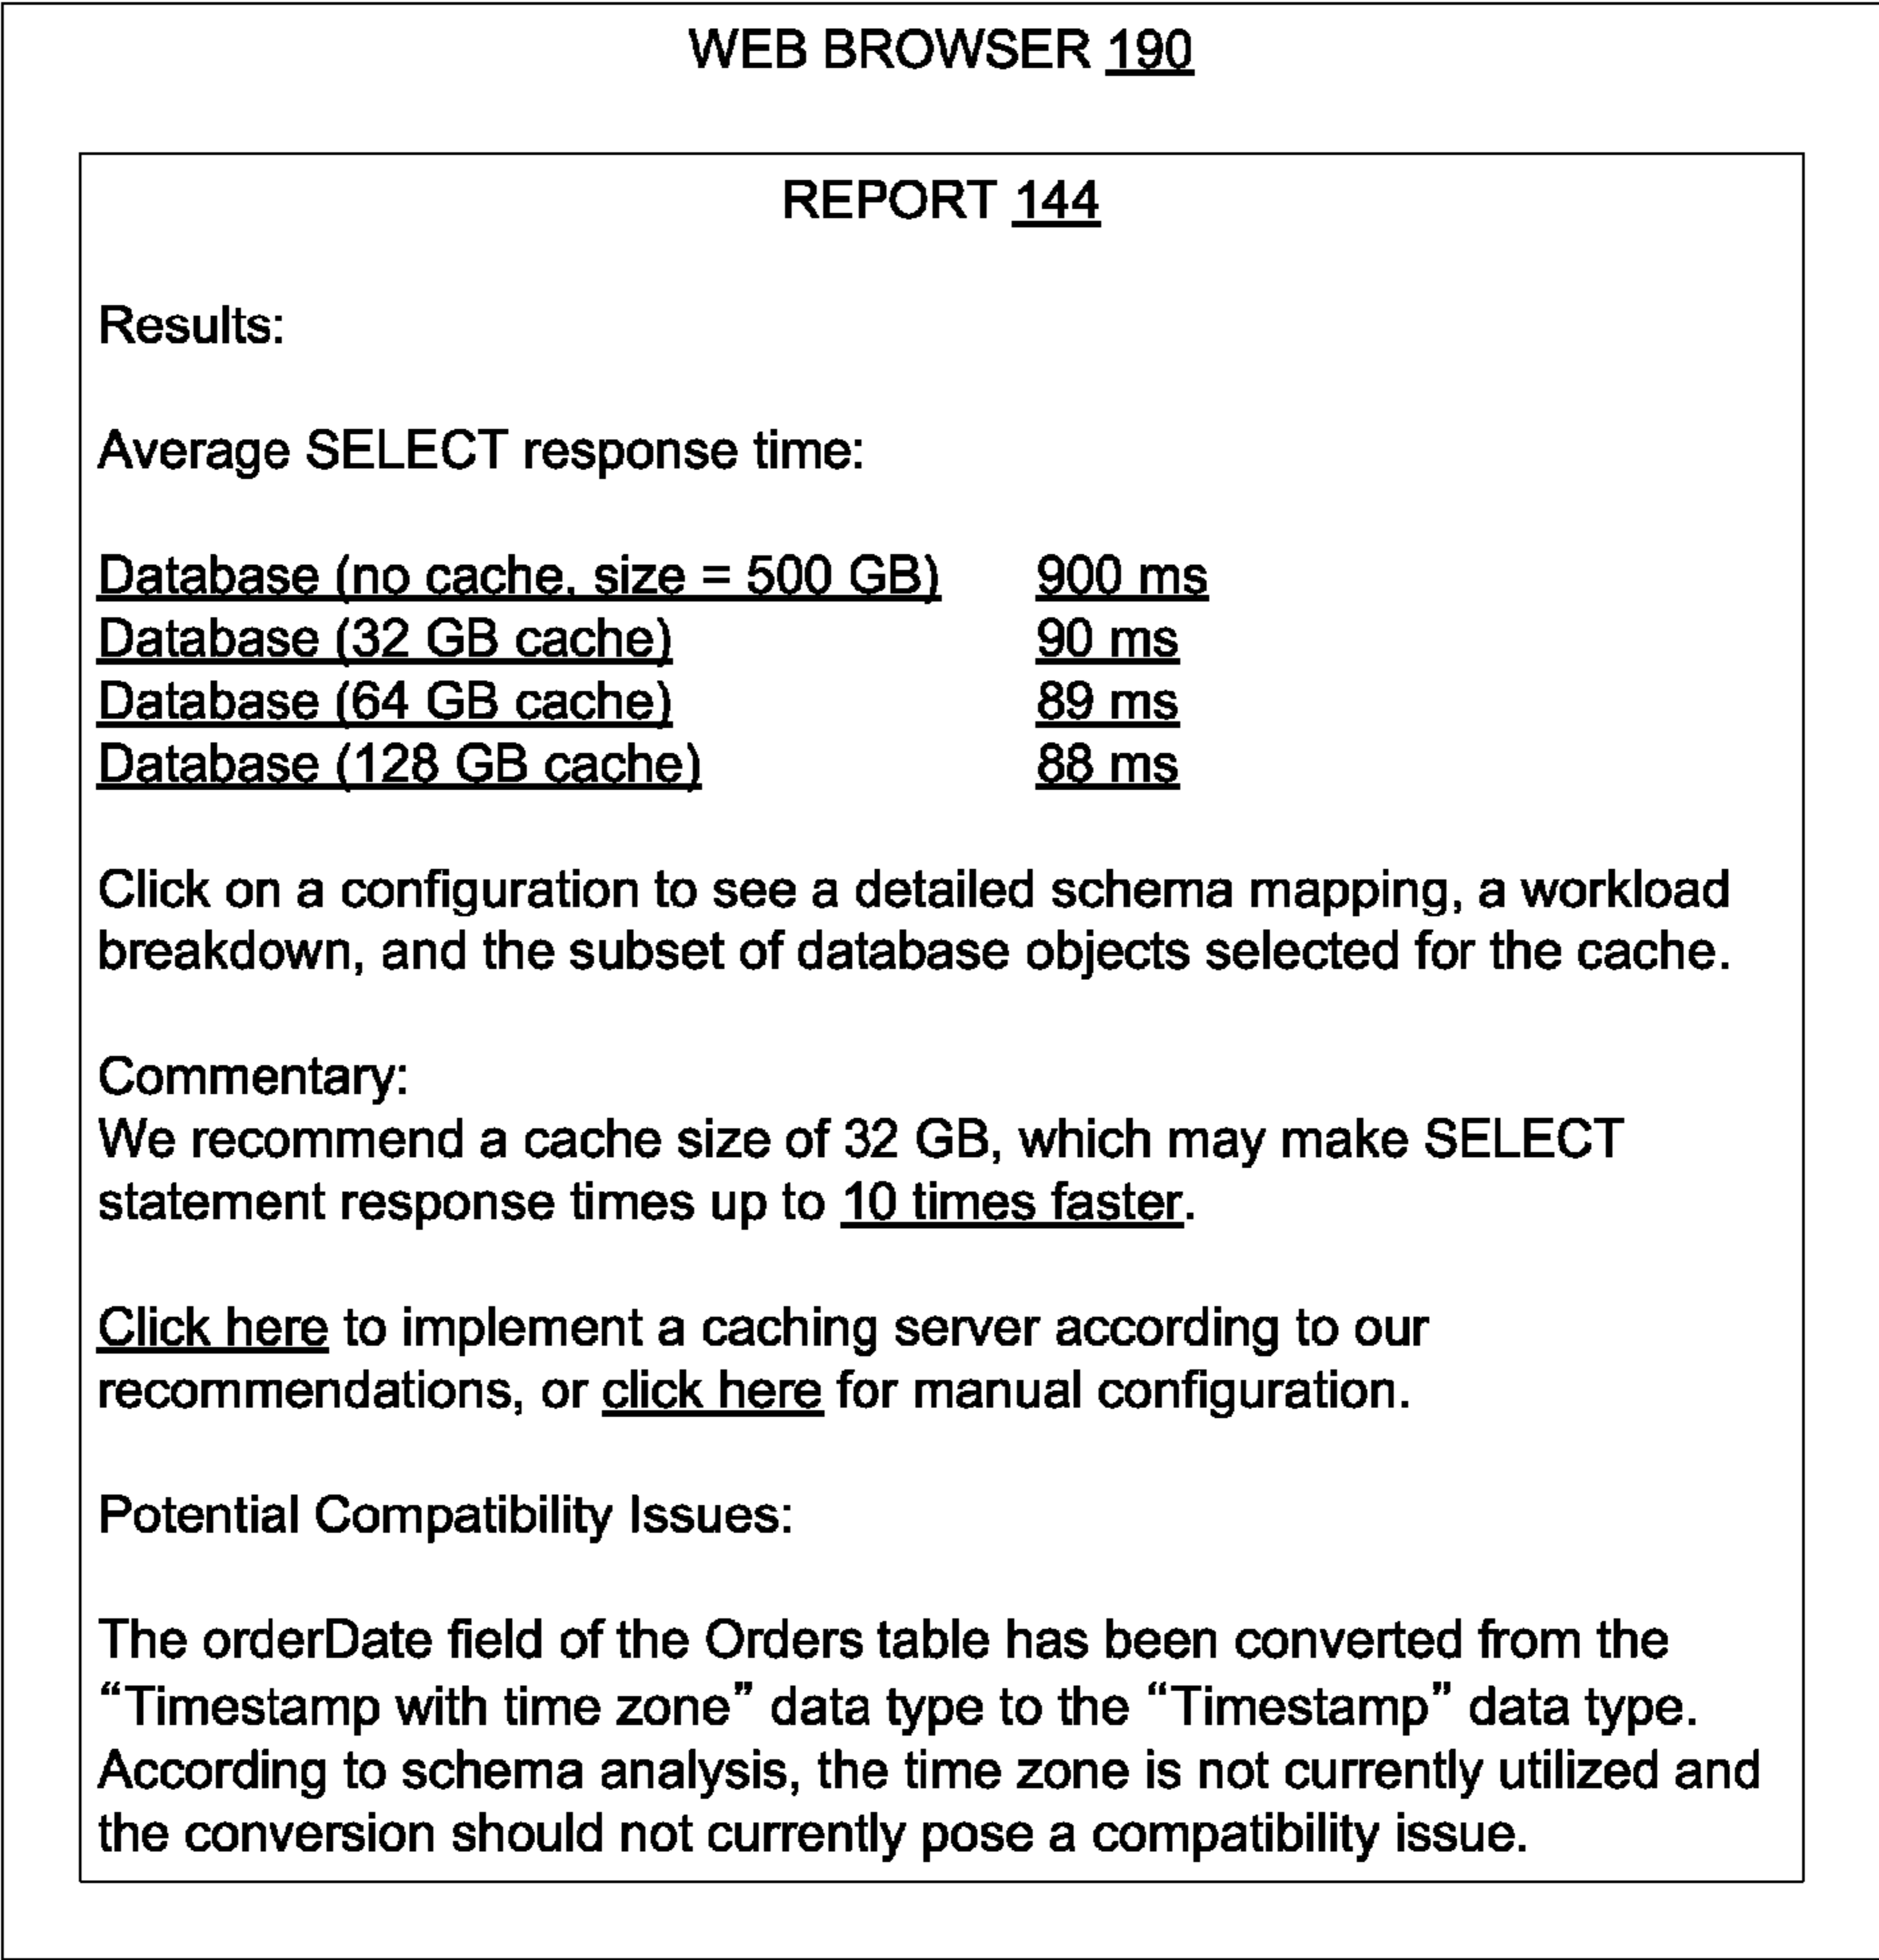 WEB BROWSER 190
REPORT 144
Results:
Average SELECT response time:
Database (no cache, size = 500 GB) 900 ms
Database (32 GB cache) 90 ms
Database (64 GB cache) 89 ms
Database (128 GB cache) 88 ms
Click on a configuration to see a detailed schema mapping, a workload
breakdown, and the subset of database objects selected for the cache.
Commentary:
We recommend a cache size of 32 GB, which may make SELECT
statement response times up to 10 times faster.
Click here to implement a caching server according to our
recommendations, or click here for manual configuration.
Potential Compatibility Issues:
The orderDate field of the Orders table has been converted from the
“Timestamp with time zone” data type to the “Timestamp” data type.
According to schema analysis, the time zone is not currently utilized and
the conversion should not currently pose a compatibility issue.